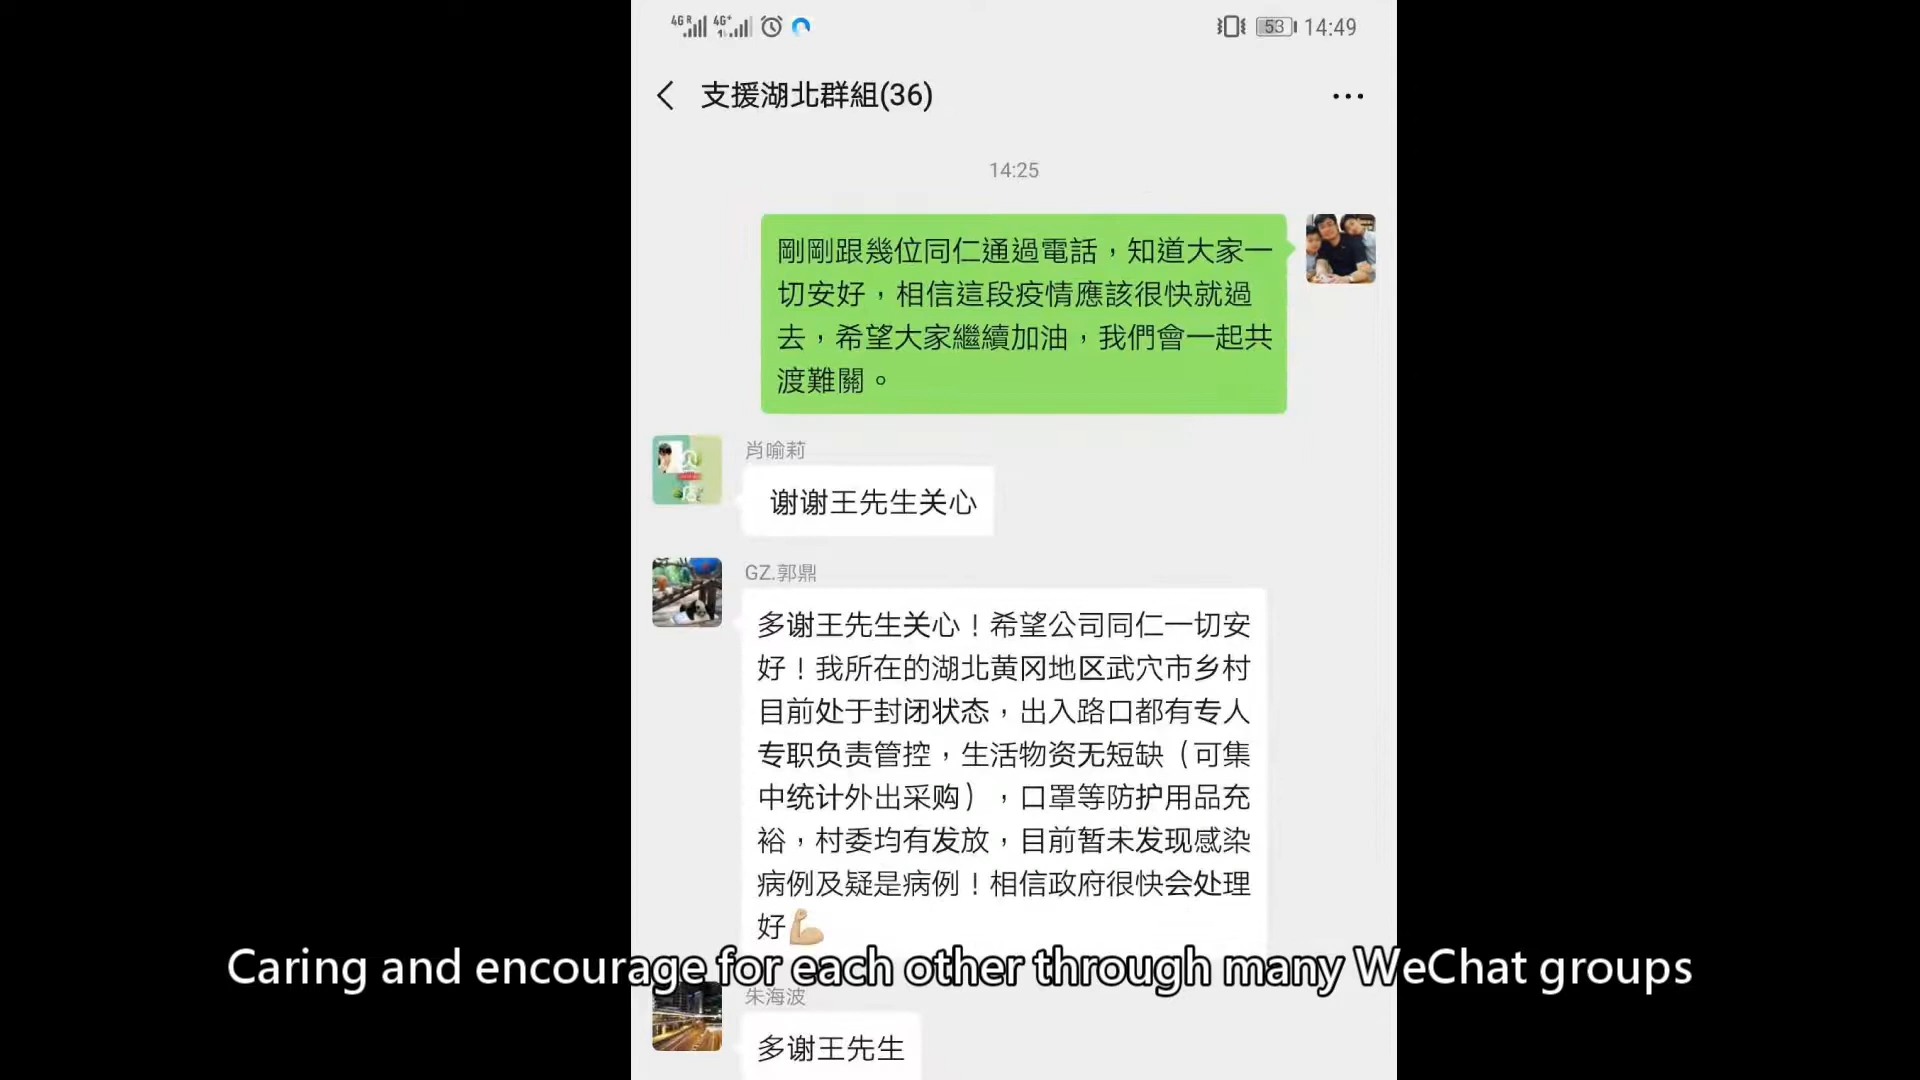 4G R 4G+ 53 14:49
支援湖北群組(36)
14:25
剛剛跟幾位同仁通過電話，知道大家一
切安好，相信這段疫情應該很快就過
去，希望大家繼續加油，我們會一起共
渡難關。
肖喻莉
谢谢王先生关心
GZ.郭鼎
多谢王先生关心！希望公司同仁一切安
好！我所在的湖北黄冈地区武穴市乡村
目前处于封闭状态，出入路口都有专人
专职负责管控，生活物资无短缺（可集
中统计外出采购），口罩等防护用品充
裕，村委均有发放，目前暂未发现感染
病例及疑是病例！相信政府很快会处理
好💪🏼
Caring and encourage for each other through many WeChat groups
朱海波
多谢王先生